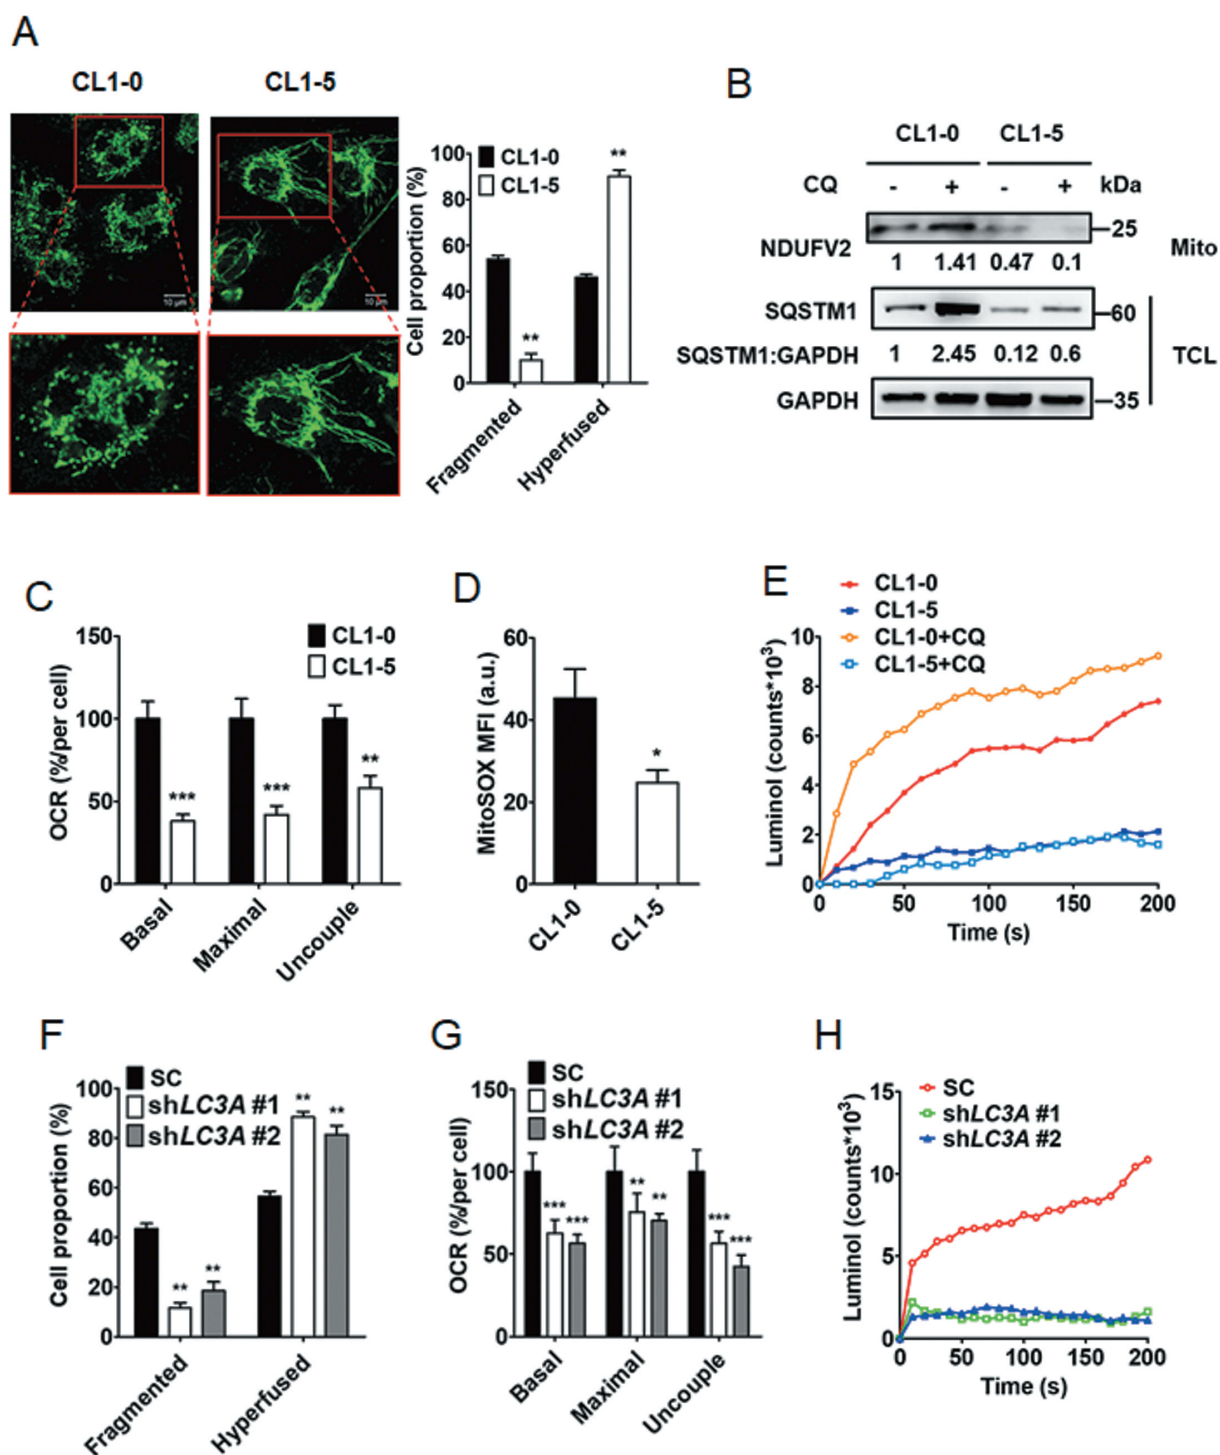 A
CL1-0
CL1-5
10 μm
10 μm
Cell proportion (%)
100
80
60
40
20
0
CL1-0
CL1-5
**
**
Fragmented
Hyperfused
B
CL1-0
CL1-5
CQ
-
+
-
+
kDa
NDUFV2
25
Mito
1
1.41
0.47
0.1
SQSTM1
60
SQSTM1:GAPDH
1
2.45
0.12
0.6
TCL
GAPDH
35
C
OCR (%/per cell)
150
100
50
0
CL1-0
CL1-5
***
***
**
Basal
Maximal
Uncouple
D
MitoSOX MFI (a.u.)
60
40
20
0
*
CL1-0
CL1-5
E
CL1-0
CL1-5
CL1-0+CQ
CL1-5+CQ
Luminol (counts*10³)
10
8
6
4
2
0
0
50
100
150
200
Time (s)
F
SC
shLC3A #1
shLC3A #2
Cell proportion (%)
100
80
60
40
20
0
**
**
**
**
Fragmented
Hyperfused
G
SC
shLC3A #1
shLC3A #2
OCR (%/per cell)
150
100
50
0
***
***
**
**
***
***
Basal
Maximal
Uncouple
H
SC
shLC3A #1
shLC3A #2
Luminol (counts*10³)
15
10
5
0
0
50
100
150
200
Time (s)